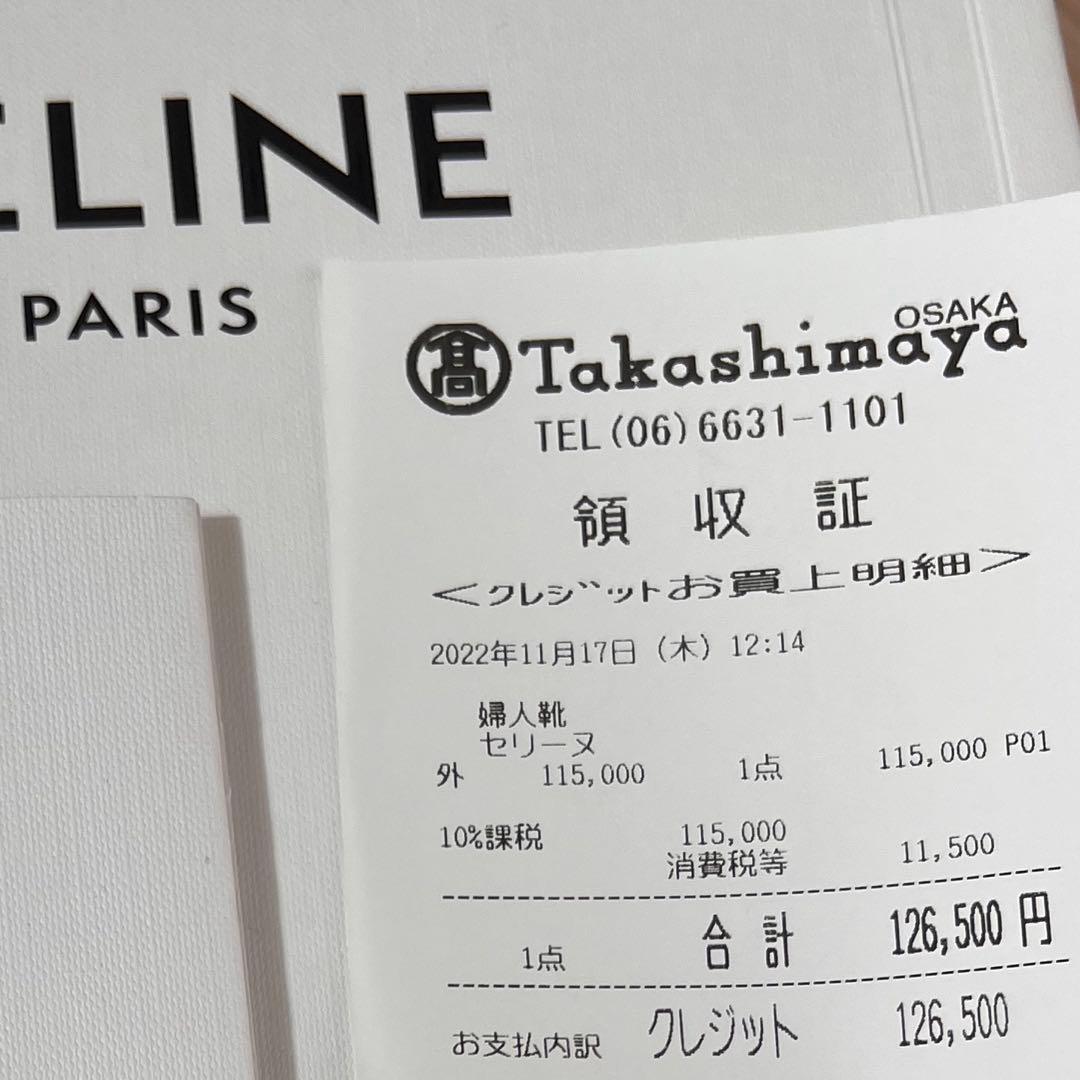 ELINE
PARIS
髙 Takashimaya
OSAKA
TEL(06)6631-1101
領 収 証
<クレジットお買上明細>
2022年11月17日 (木) 12:14
婦人靴
セリーヌ
外 115,000 1点 115,000 P01
10%課税 115,000
消費税等 11,500
1点 合計 126,500円
お支払内訳 クレジット 126,500